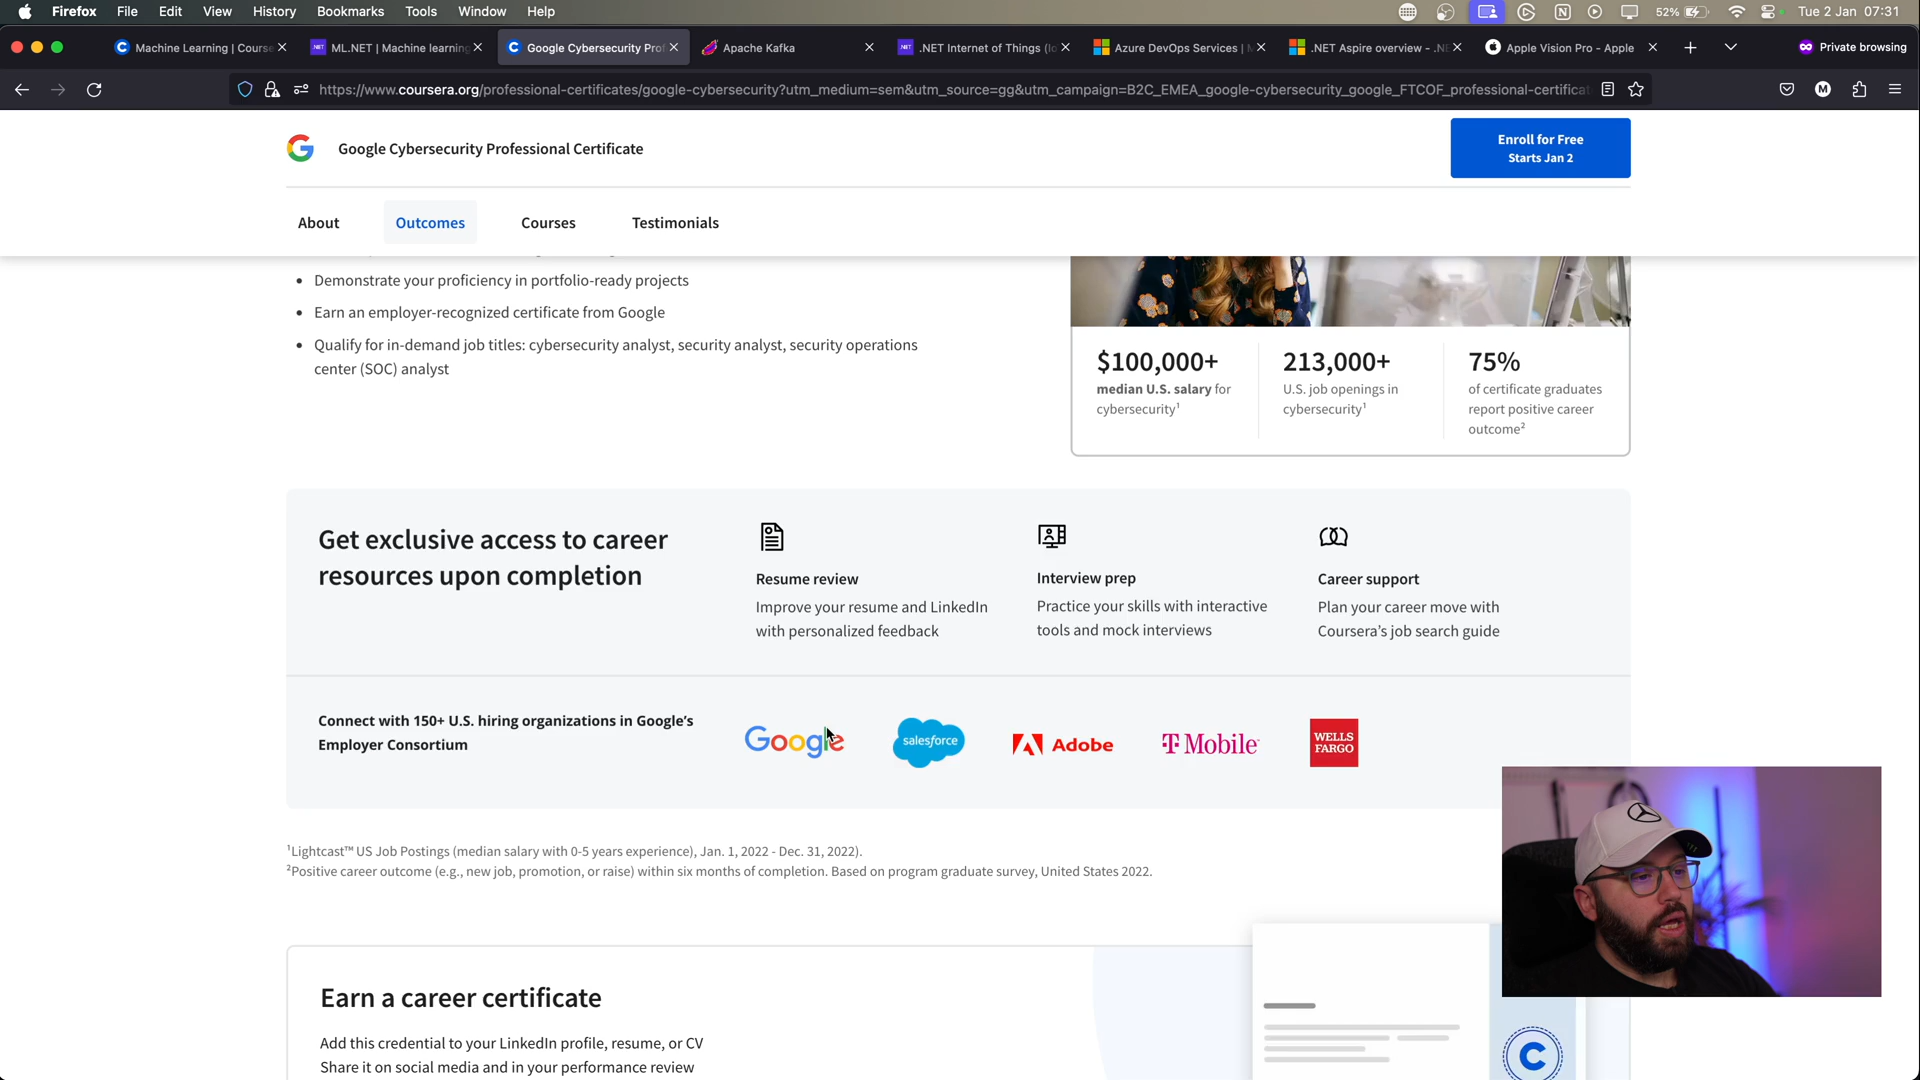 Firefox File Edit View History Bookmarks Tools Window Help
52% Tue 2 Jan 07:31
Machine Learning | Course
ML.NET | Machine learning
Google Cybersecurity Prof
Apache Kafka
.NET Internet of Things (Io
Azure DevOps Services | M
.NET Aspire overview - .NE
Apple Vision Pro - Apple
Private browsing
https://www.coursera.org/professional-certificates/google-cybersecurity?utm_medium=sem&utm_source=gg&utm_campaign=B2C_EMEA_google-cybersecurity_google_FTCOF_professional-certificat
M
Google Cybersecurity Professional Certificate
Enroll for Free
Starts Jan 2
About Outcomes Courses Testimonials
• Demonstrate your proficiency in portfolio-ready projects
• Earn an employer-recognized certificate from Google
• Qualify for in-demand job titles: cybersecurity analyst, security analyst, security operations
center (SOC) analyst
$100,000+
median U.S. salary for
cybersecurity¹
213,000+
U.S. job openings in
cybersecurity¹
75%
of certificate graduates
report positive career
outcome²
Get exclusive access to career
resources upon completion
Resume review
Improve your resume and LinkedIn
with personalized feedback
Interview prep
Practice your skills with interactive
tools and mock interviews
Career support
Plan your career move with
Coursera's job search guide
Connect with 150+ U.S. hiring organizations in Google's
Employer Consortium
Google
salesforce
Adobe
T Mobile
WELLS
FARGO
¹Lightcast™ US Job Postings (median salary with 0-5 years experience), Jan. 1, 2022 - Dec. 31, 2022).
²Positive career outcome (e.g., new job, promotion, or raise) within six months of completion. Based on program graduate survey, United States 2022.
Earn a career certificate
Add this credential to your LinkedIn profile, resume, or CV
Share it on social media and in your performance review